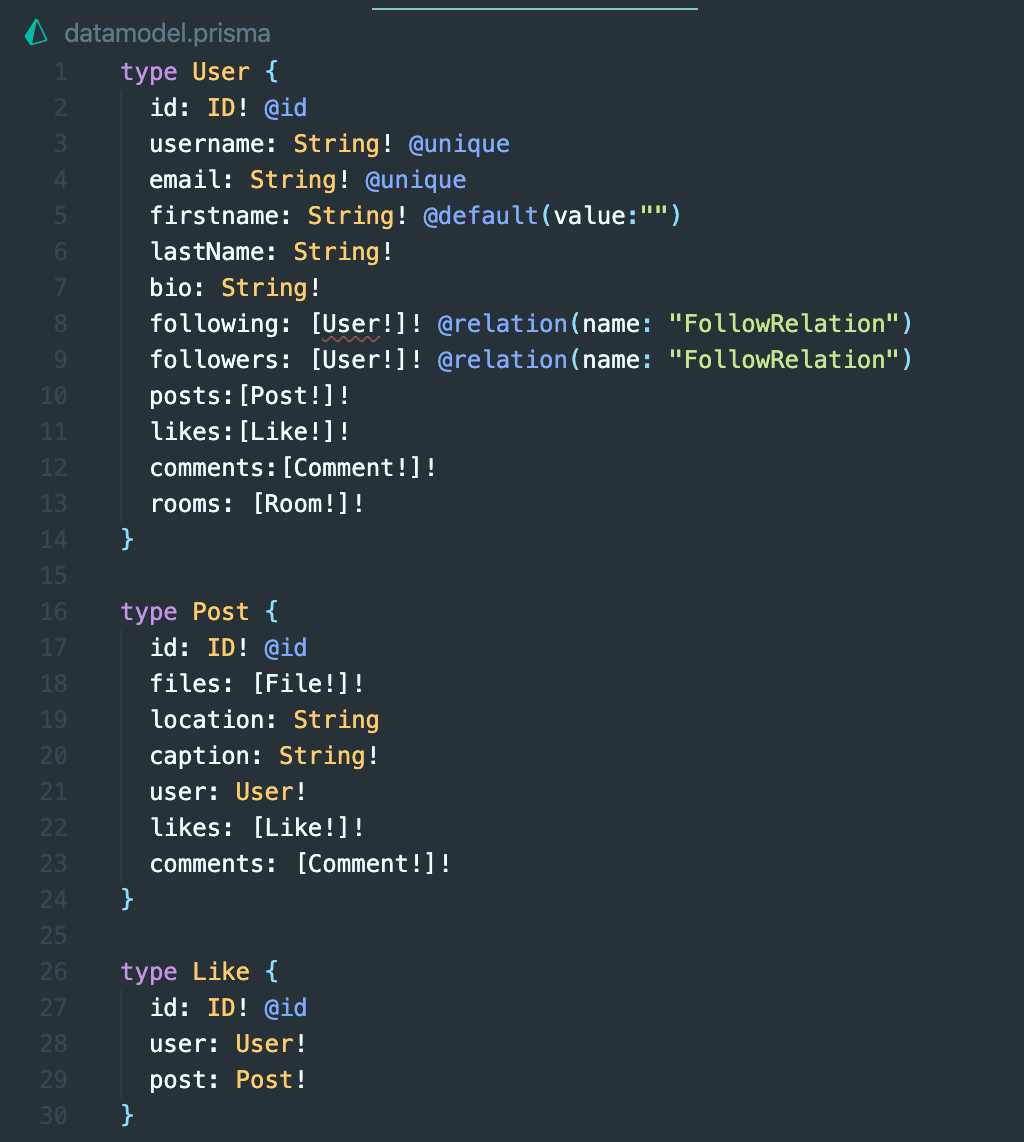 datamodel.prisma
1 type User {
2 id: ID! @id
3 username: String! @unique
4 email: String! @unique
5 firstname: String! @default(value:"")
6 lastName: String!
7 bio: String!
8 following: [User!]! @relation(name: "FollowRelation")
9 followers: [User!]! @relation(name: "FollowRelation")
10 posts:[Post!]!
11 likes:[Like!]!
12 comments:[Comment!]!
13 rooms: [Room!]!
14 }
15
16 type Post {
17 id: ID! @id
18 files: [File!]!
19 location: String
20 caption: String!
21 user: User!
22 likes: [Like!]!
23 comments: [Comment!]!
24 }
25
26 type Like {
27 id: ID! @id
28 user: User!
29 post: Post!
30 }